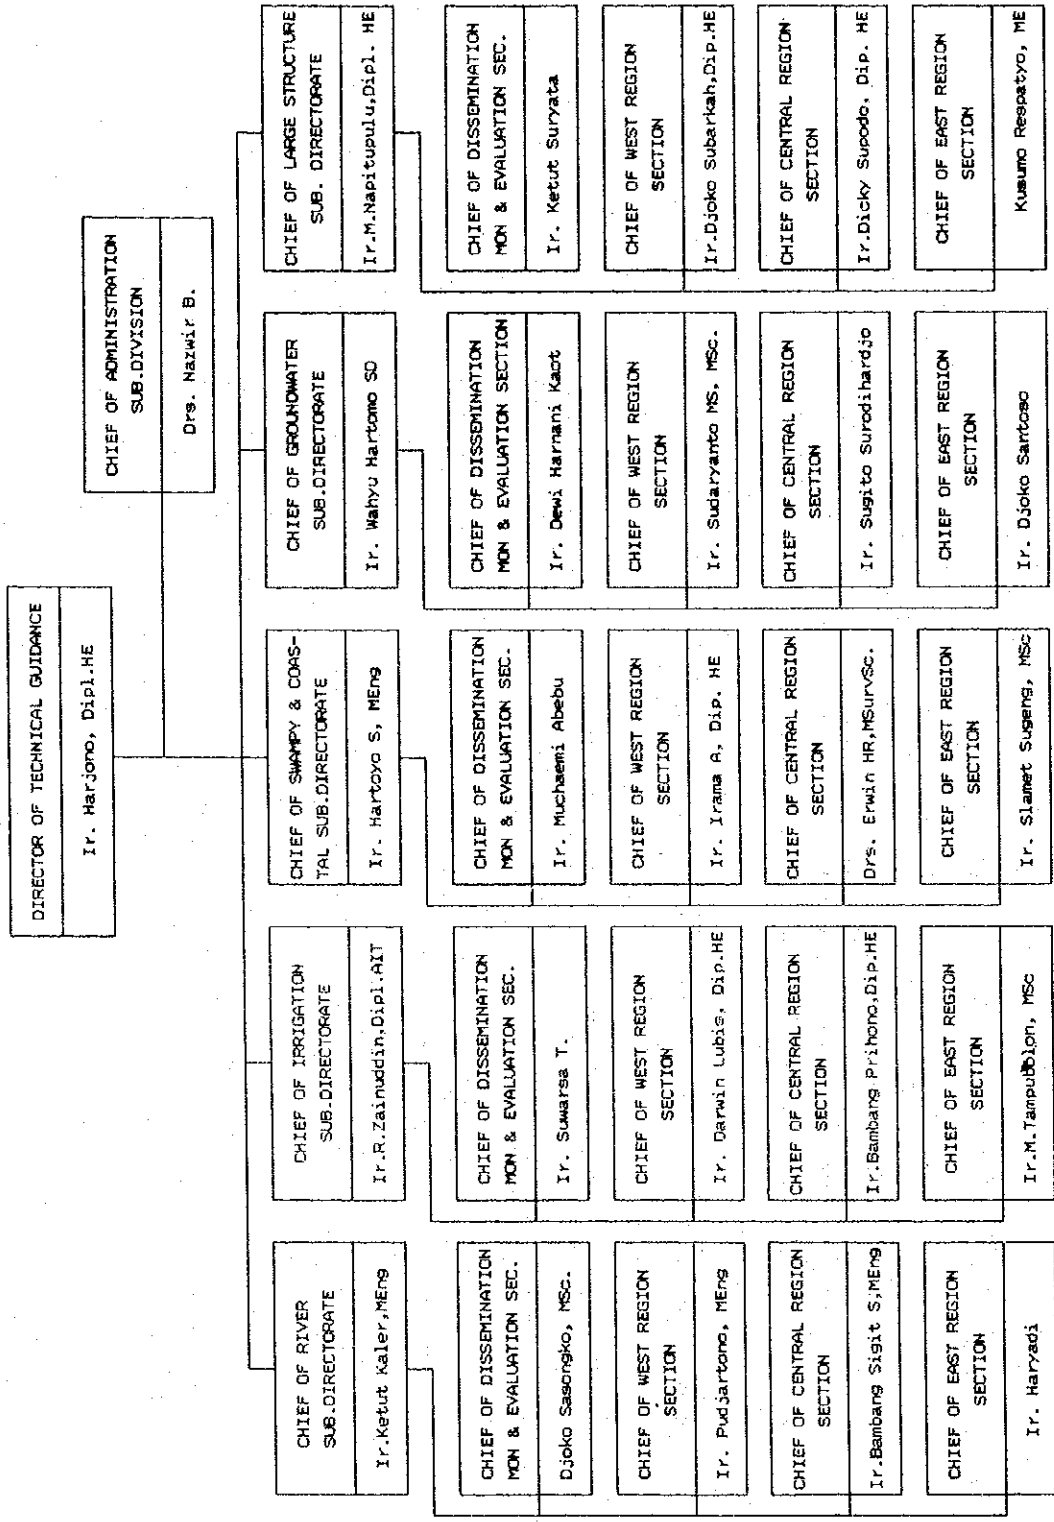 DIRECTOR OF TECHNICAL GUIDANCE
Ir. Harjono, Dipl.HE
CHIEF OF ADMINISTRATION
SUB.DIVISION
Drs. Nazwir B.
CHIEF OF RIVER
SUB.DIRECTORATE
Ir.Ketut Kaler,MEng
CHIEF OF IRRIGATION
SUB.DIRECTORATE
Ir.R.Zainuddin,Dipl.AIT
CHIEF OF SWAMPY & COAS-
TAL SUB.DIRECTORATE
Ir. Hartoyo S, MEng
CHIEF OF GROUNDWATER
SUB.DIRECTORATE
Ir. Wahyu Hartomo SD
CHIEF OF LARGE STRUCTURE
SUB. DIRECTORATE
Ir.M.Napitupulu,Dipl. HE
CHIEF OF DISSEMINATION
MON & EVALUATION SEC.
Djoko Sasongko, MSc.
CHIEF OF DISSEMINATION
MON & EVALUATION SEC.
Ir. Suwarsa T.
CHIEF OF DISSEMINATION
MON & EVALUATION SEC.
Ir. Muchaemi Abebu
CHIEF OF DISSEMINATION
MON & EVALUATION SECTION
Ir. Dewi Harnani Kaot
CHIEF OF DISSEMINATION
MON & EVALUATION SEC.
Ir. Ketut Suryata
CHIEF OF WEST REGION
SECTION
Ir. Pudjartono, MEng
CHIEF OF WEST REGION
SECTION
Ir. Darwin Lubis, Dip.HE
CHIEF OF WEST REGION
SECTION
Ir. Irama A, Dip. HE
CHIEF OF WEST REGION
SECTION
Ir. Sudaryanto MS, MSc.
CHIEF OF WEST REGION
SECTION
Ir.Djoko Subarkah,Dip.HE
CHIEF OF CENTRAL REGION
SECTION
Ir.Bambang Sigit S,MEng
CHIEF OF CENTRAL REGION
SECTION
Ir.Bambang Prihono,Dip.HE
CHIEF OF CENTRAL REGION
SECTION
Drs. Erwin HR,MSurvSc.
CHIEF OF CENTRAL REGION
SECTION
Ir. Sugito Surodihardjo
CHIEF OF CENTRAL REGION
SECTION
Ir.Dicky Supodo, Dip. HE
CHIEF OF EAST REGION
SECTION
Ir. Haryadi
CHIEF OF EAST REGION
SECTION
MSc
CHIEF OF EAST REGION
SECTION
Ir. Slamet Sugeng, MSc
CHIEF OF EAST REGION
SECTION
Ir. Djoko Santoso
CHIEF OF EAST REGION
SECTION
Kusumo Respatyo, ME